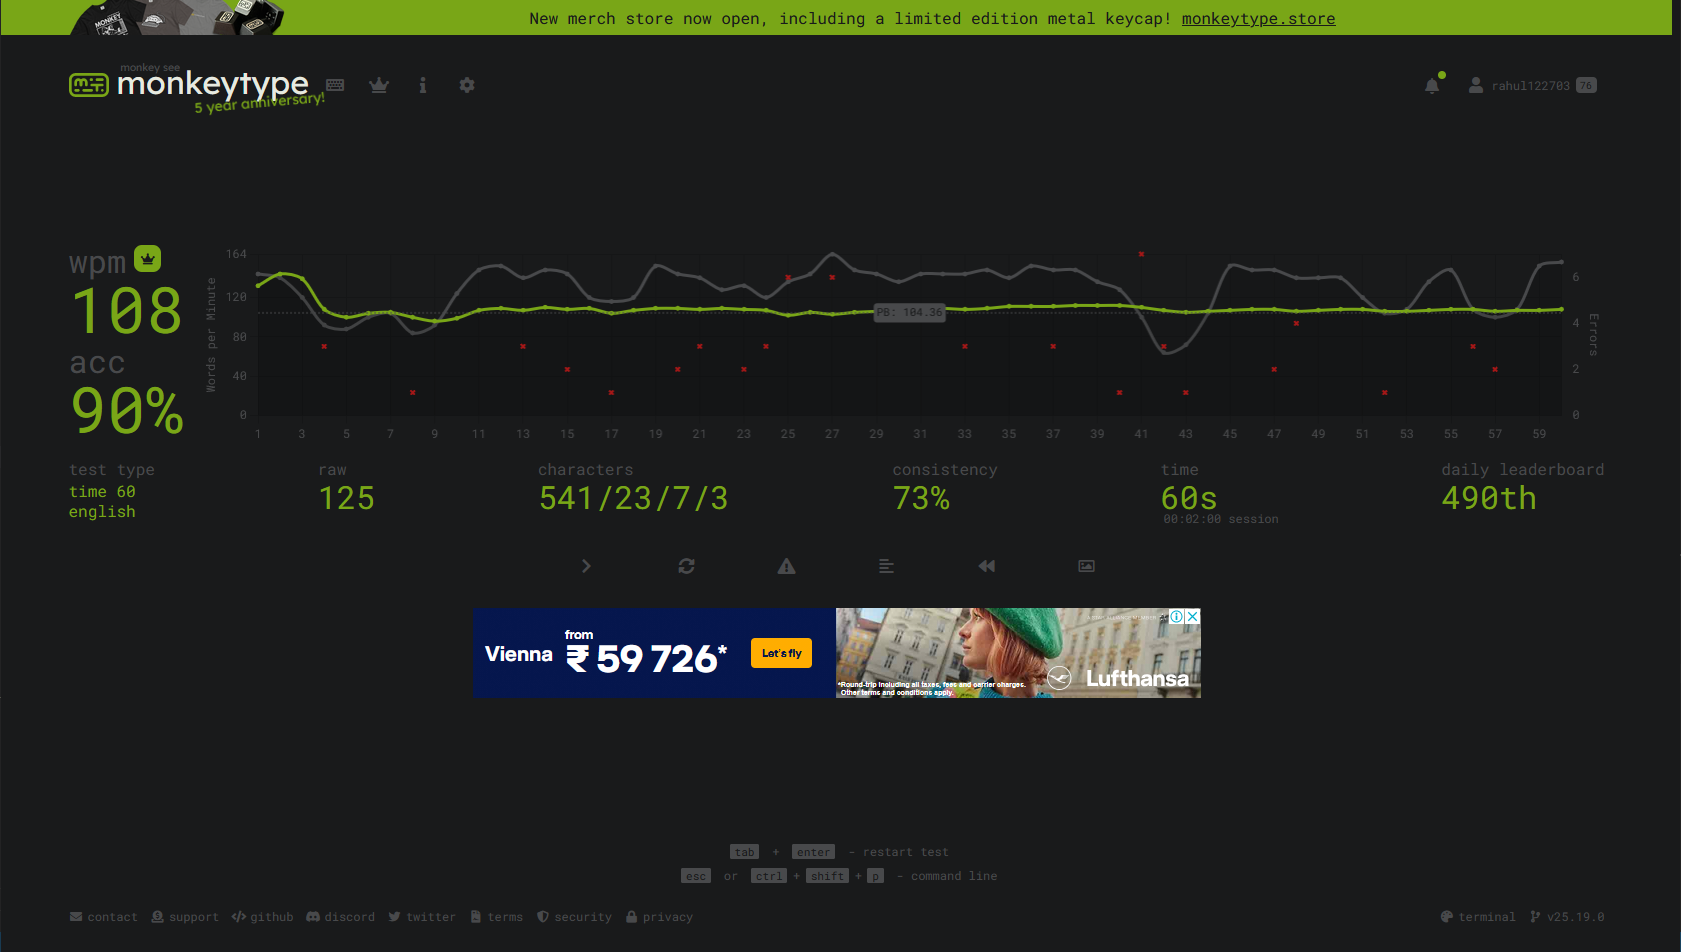 New merch store now open, including a limited edition metal keycap! monkeytype.store
monkey see
monkeytype
5 year anniversary!
rahul122703 76
wpm
108
acc
90%
Words per Minute
164
120
80
40
0
PB: 104.36
6
4
2
0
Errors
1 3 5 7 9 11 13 15 17 19 21 23 25 27 29 31 33 35 37 39 41 43 45 47 49 51 53 55 57 59
test type
time 60
english
raw
125
characters
541/23/7/3
consistency
73%
time
60s
00:02:00 session
daily leaderboard
490th
Vienna
from
₹ 59 726*
Let's fly
*Round-trip including all taxes, fees and carrier charges.
Other terms and conditions apply.
Lufthansa
tab + enter - restart test
esc or ctrl + shift + p - command line
contact support github discord twitter terms security privacy
terminal v25.19.0